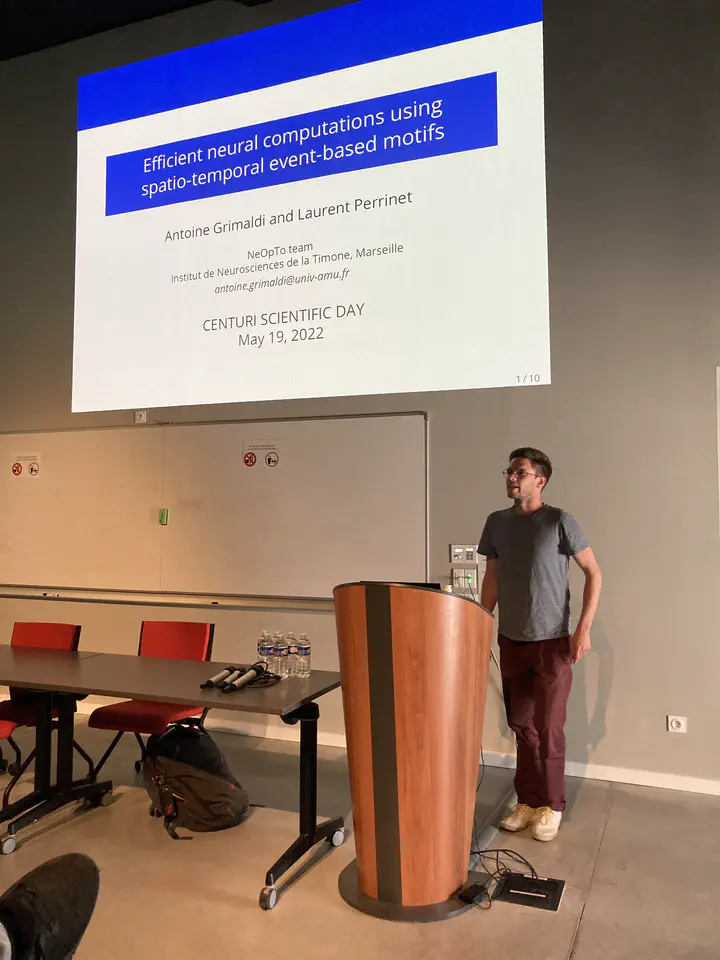 Efficient neural computations using
spatio-temporal event-based motifs
Antoine Grimaldi and Laurent Perrinet
NeOpTo team
Institut de Neurosciences de la Timone, Marseille
antoine.grimaldi@univ-amu.fr
CENTURI SCIENTIFIC DAY
May 19, 2022
1 / 10